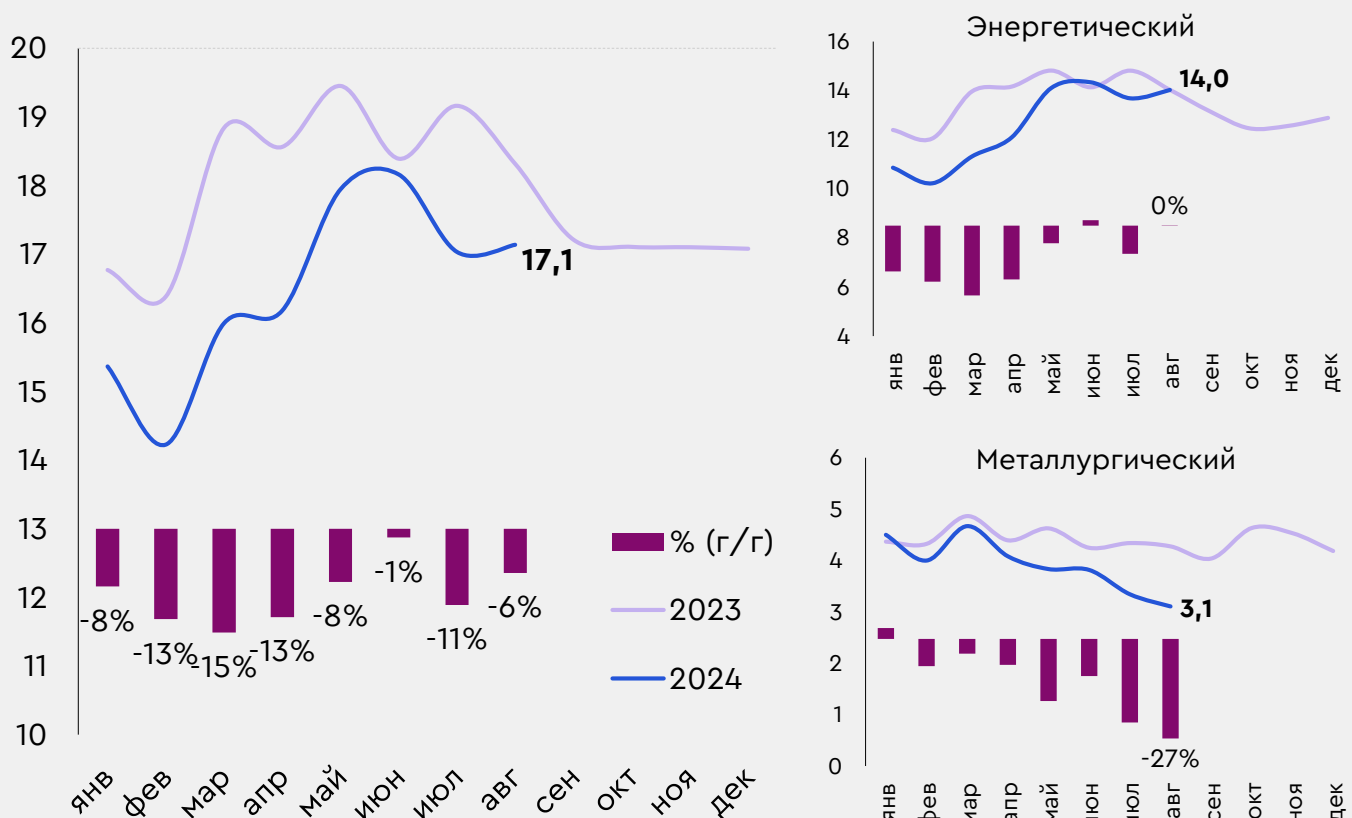 20
19
18
17
16
15
14
13
12
11
10
17,1
-8%
-13%
-15%
-13%
-8%
-1%
-11%
-6%
% (г/г)
2023
2024
янв
фев
мар
апр
май
июн
июл
авг
сен
окт
ноя
дек
Энергетический
16
14
12
10
8
6
4
14,0
0%
янв
фев
мар
апр
май
июн
июл
авг
сен
окт
ноя
дек
Металлургический
6
5
4
3
2
1
0
3,1
-27%
янв
фев
мар
апр
май
июн
июл
авг
сен
окт
ноя
дек